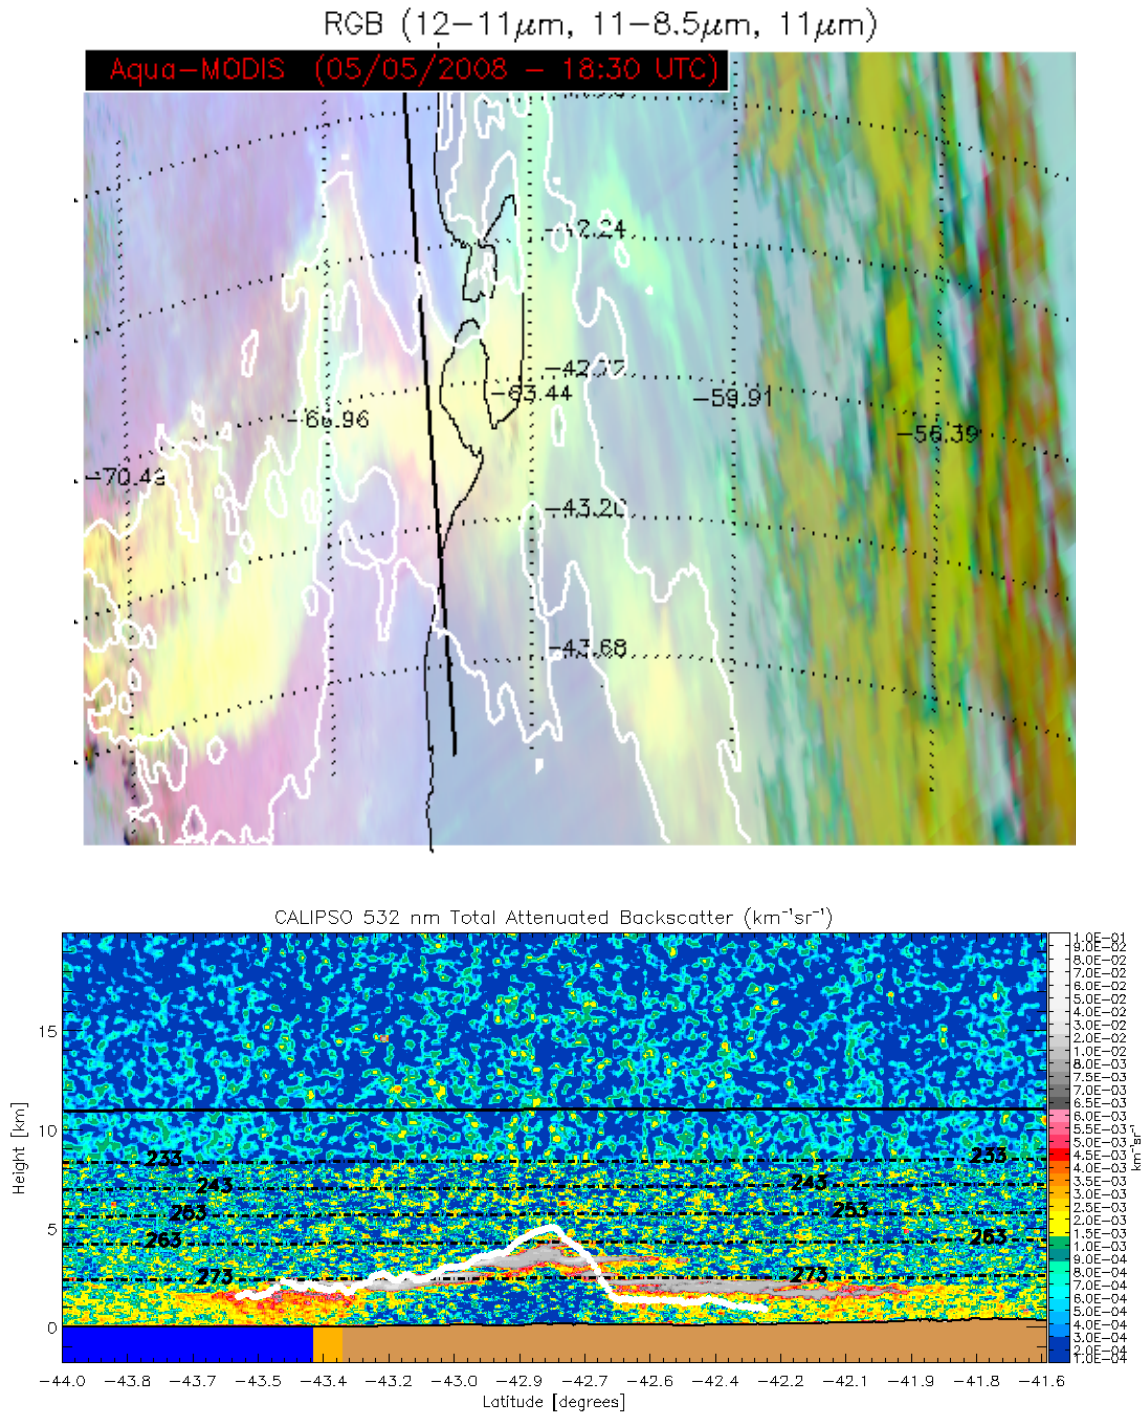 RGB (12−11μm, 11−8.5μm, 11μm)
Aqua−MODIS (05/05/2008 − 18:30 UTC)
−42.24
−42.72
−63.44
−59.91
−66.96
−56.39
−70.49
−43.20
−43.68
CALIPSO 532 nm Total Attenuated Backscatter (km⁻¹sr⁻¹)
1.0E−01
9.0E−02
8.0E−02
7.0E−02
6.0E−02
5.0E−02
4.0E−02
3.0E−02
2.0E−02
1.0E−02
7.5E−03
8.0E−03
7.5E−03
6.5E−03
6.0E−03
5.5E−03
5.0E−03
4.5E−03
4.0E−03
3.5E−03
3.0E−03
2.5E−03
2.0E−03
1.5E−03
1.0E−03
9.0E−04
8.0E−04
7.0E−04
6.0E−04
5.0E−04
4.0E−04
3.0E−04
2.0E−04
1.0E−04
km⁻¹sr⁻¹
Height [km]
15
10
5
0
233 233
243 243
253 253
263 263
273 273
−44.0 −43.8 −43.7 −43.5 −43.4 −43.2 −43.0 −42.9 −42.7 −42.6 −42.4 −42.2 −42.1 −41.9 −41.8 −41.6
Latitude [degrees]